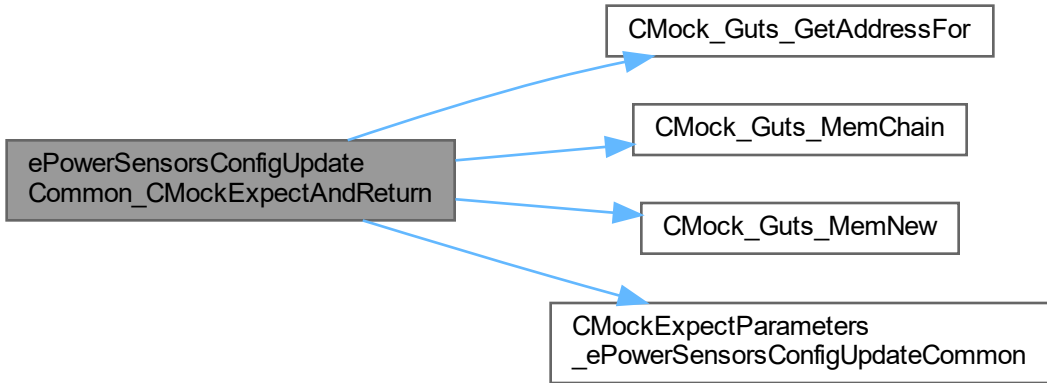 CMock_Guts_GetAddressFor
CMock_Guts_MemChain
ePowerSensorsConfigUpdate
Common_CMockExpectAndReturn
CMock_Guts_MemNew
CMockExpectParameters
_ePowerSensorsConfigUpdateCommon